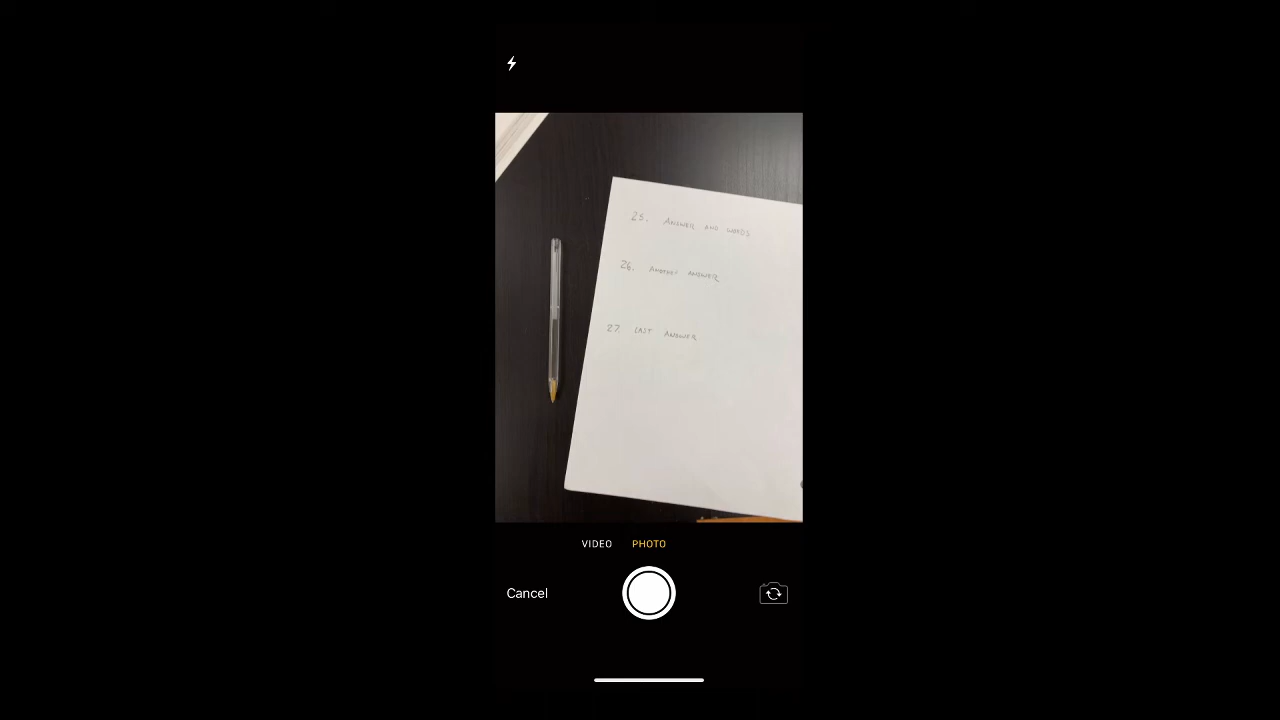 25. ANSWER AND WORDS
26. ANOTHER ANSWER
27. LAST ANSWER
VIDEO PHOTO
Cancel